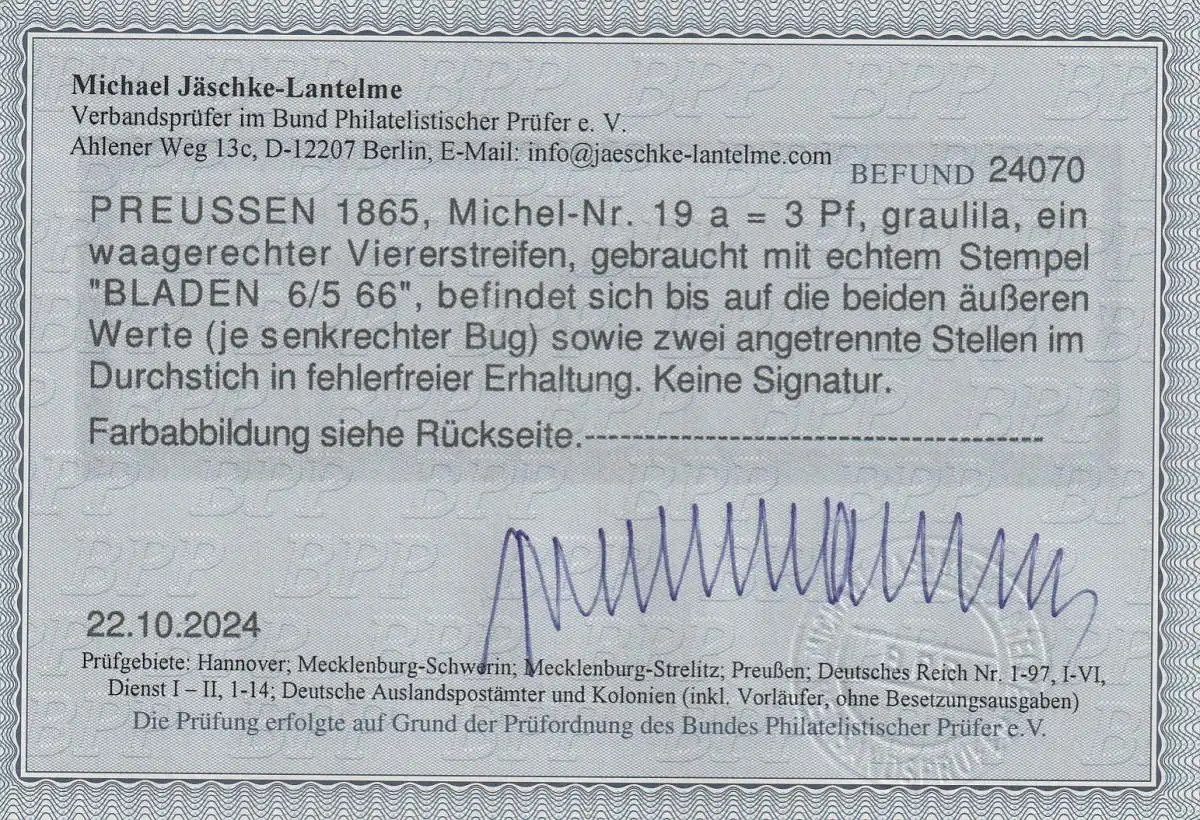 Michael Jäschke-Lantelme
Verbandsprüfer im Bund Philatelistischer Prüfer e. V.
Ahlener Weg 13c, D-12207 Berlin, E-Mail: info@jaeschke-lantelme.com
BEFUND 24070
PREUSSEN 1865, Michel-Nr. 19 a = 3 Pf, graulila, ein
waagerechter Viererstreifen, gebraucht mit echtem Stempel
"BLADEN 6/5 66", befindet sich bis auf die beiden äußeren
Werte (je senkrechter Bug) sowie zwei angetrennte Stellen im
Durchstich in fehlerfreier Erhaltung. Keine Signatur.
Farbabbildung siehe Rückseite.------------------------------------
22.10.2024
Prüfgebiete: Hannover; Mecklenburg-Schwerin; Mecklenburg-Strelitz; Preußen; Deutsches Reich Nr. 1-97, I-VI,
Dienst I – II, 1-14; Deutsche Auslandspostämter und Kolonien (inkl. Vorläufer, ohne Besetzungsausgaben)
Die Prüfung erfolgte auf Grund der Prüfordnung des Bundes Philatelistischer Prüfer e.V.